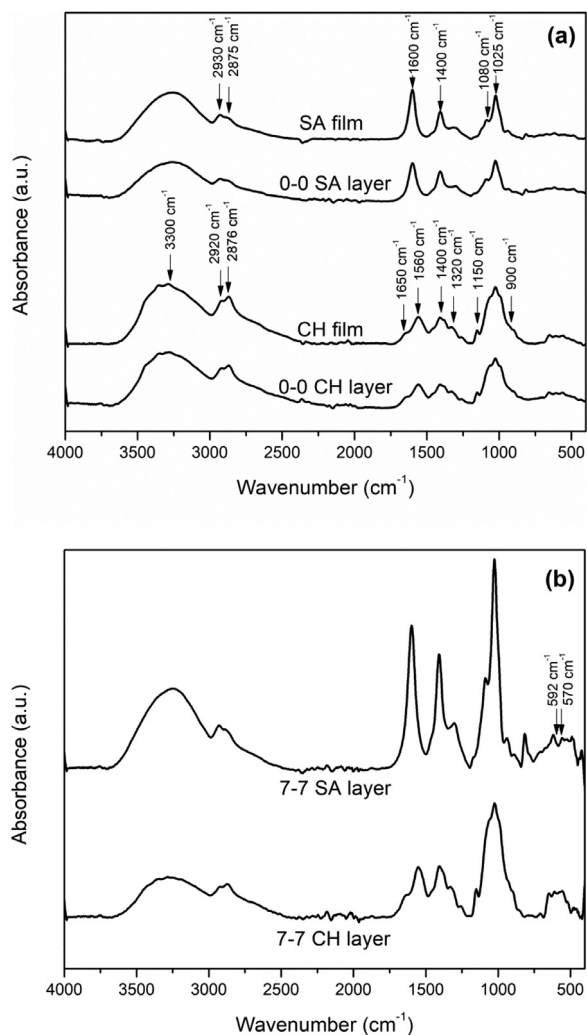 (a)
2930 cm⁻¹
2875 cm⁻¹
1600 cm⁻¹
1400 cm⁻¹
1080 cm⁻¹
1025 cm⁻¹
SA film
0-0 SA layer
3300 cm⁻¹
2920 cm⁻¹
2876 cm⁻¹
1650 cm⁻¹
1560 cm⁻¹
1400 cm⁻¹
1320 cm⁻¹
1150 cm⁻¹
900 cm⁻¹
CH film
0-0 CH layer
Absorbance (a.u.)
4000 3500 3000 2500 2000 1500 1000 500
Wavenumber (cm⁻¹)
(b)
592 cm⁻¹
570 cm⁻¹
7-7 SA layer
7-7 CH layer
Absorbance (a.u.)
4000 3500 3000 2500 2000 1500 1000 500
Wavenumber (cm⁻¹)